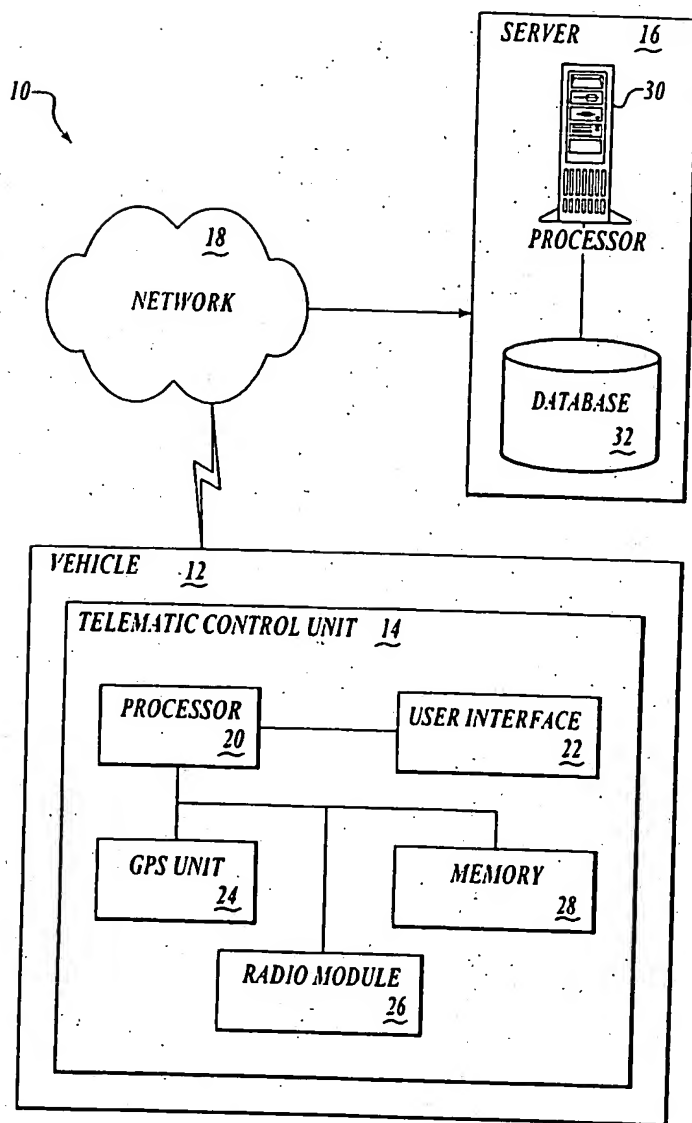 SERVER 16
10
30
PROCESSOR
18
NETWORK
DATABASE
32
VEHICLE 12
TELEMATIC CONTROL UNIT 14
PROCESSOR
20
USER INTERFACE
22
GPS UNIT
24
MEMORY
28
RADIO MODULE
26